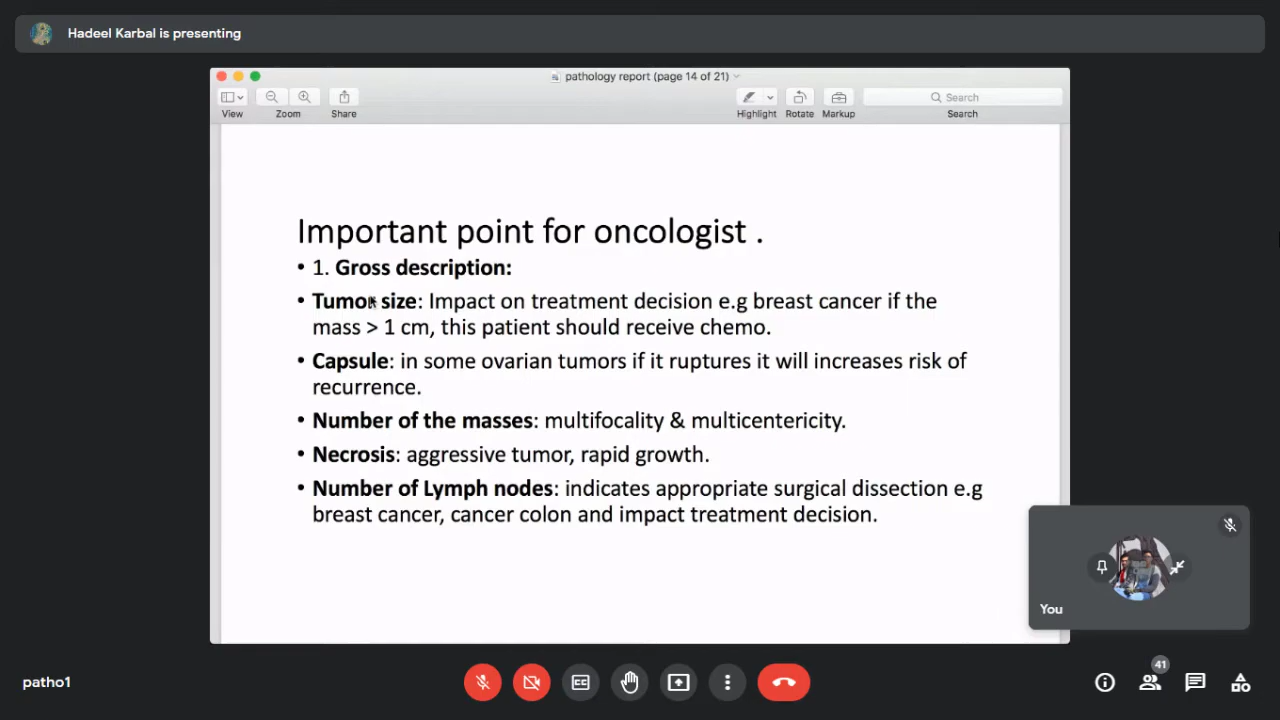 Hadeel Karbal is presenting
pathology report (page 14 of 21)
View
Zoom
Share
Highlight
Rotate
Markup
Search
Search
Important point for oncologist .
• 1. Gross description:
• Tumor size: Impact on treatment decision e.g breast cancer if the
mass > 1 cm, this patient should receive chemo.
• Capsule: in some ovarian tumors if it ruptures it will increases risk of
recurrence.
• Number of the masses: multifocality & multicentericity.
• Necrosis: aggressive tumor, rapid growth.
• Number of Lymph nodes: indicates appropriate surgical dissection e.g
breast cancer, cancer colon and impact treatment decision.
You
patho1
CC
41